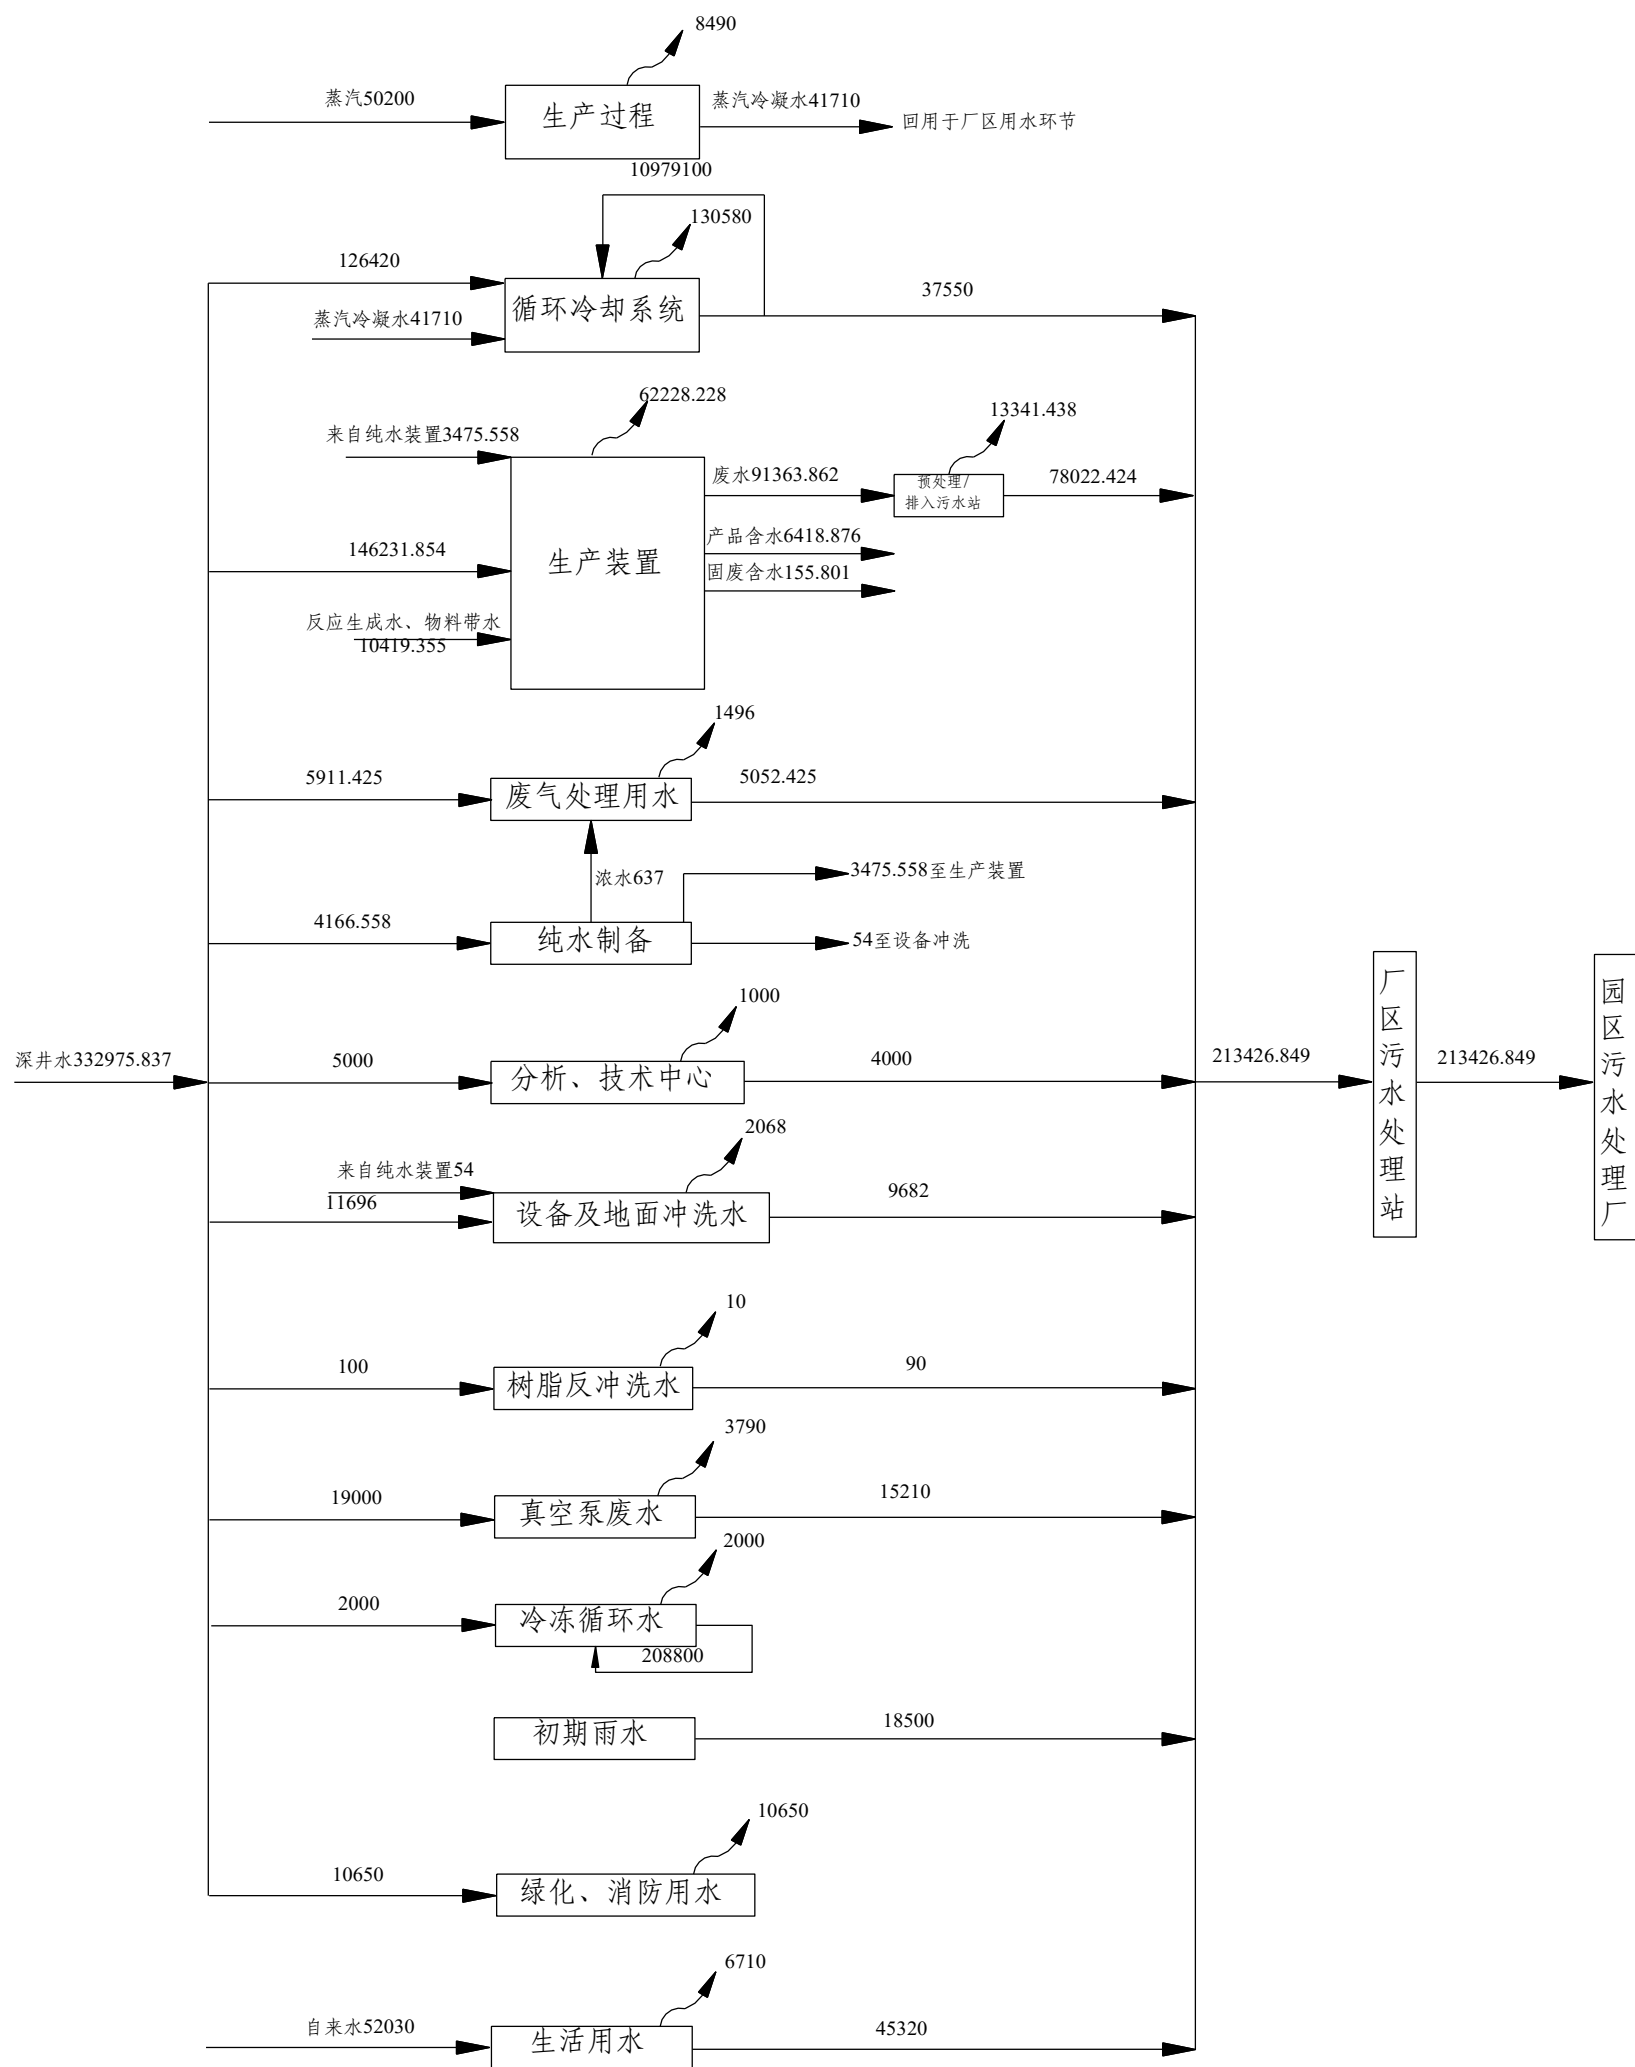 8490
蒸汽50200
生产过程
蒸汽冷凝水41710
回用于厂区用水环节
10979100
130580
126420
循环冷却系统
37550
蒸汽冷凝水41710
62228.228
13341.438
来自纯水装置3475.558
废水91363.862
预处理/
排入污水站
78022.424
产品含水6418.876
146231.854
生产装置
固废含水155.801
反应生成水、物料带水
10419.355
1496
5911.425
废气处理用水
5052.425
浓水637
3475.558至生产装置
4166.558
纯水制备
54至设备冲洗
1000
深井水332975.837
5000
分析、技术中心
4000
213426.849
厂区污水处理站
213426.849
园区污水处理厂
2068
来自纯水装置54
11696
设备及地面冲洗水
9682
10
100
树脂反冲洗水
90
3790
19000
真空泵废水
15210
2000
2000
冷冻循环水
208800
初期雨水
18500
10650
10650
绿化、消防用水
6710
自来水52030
生活用水
45320